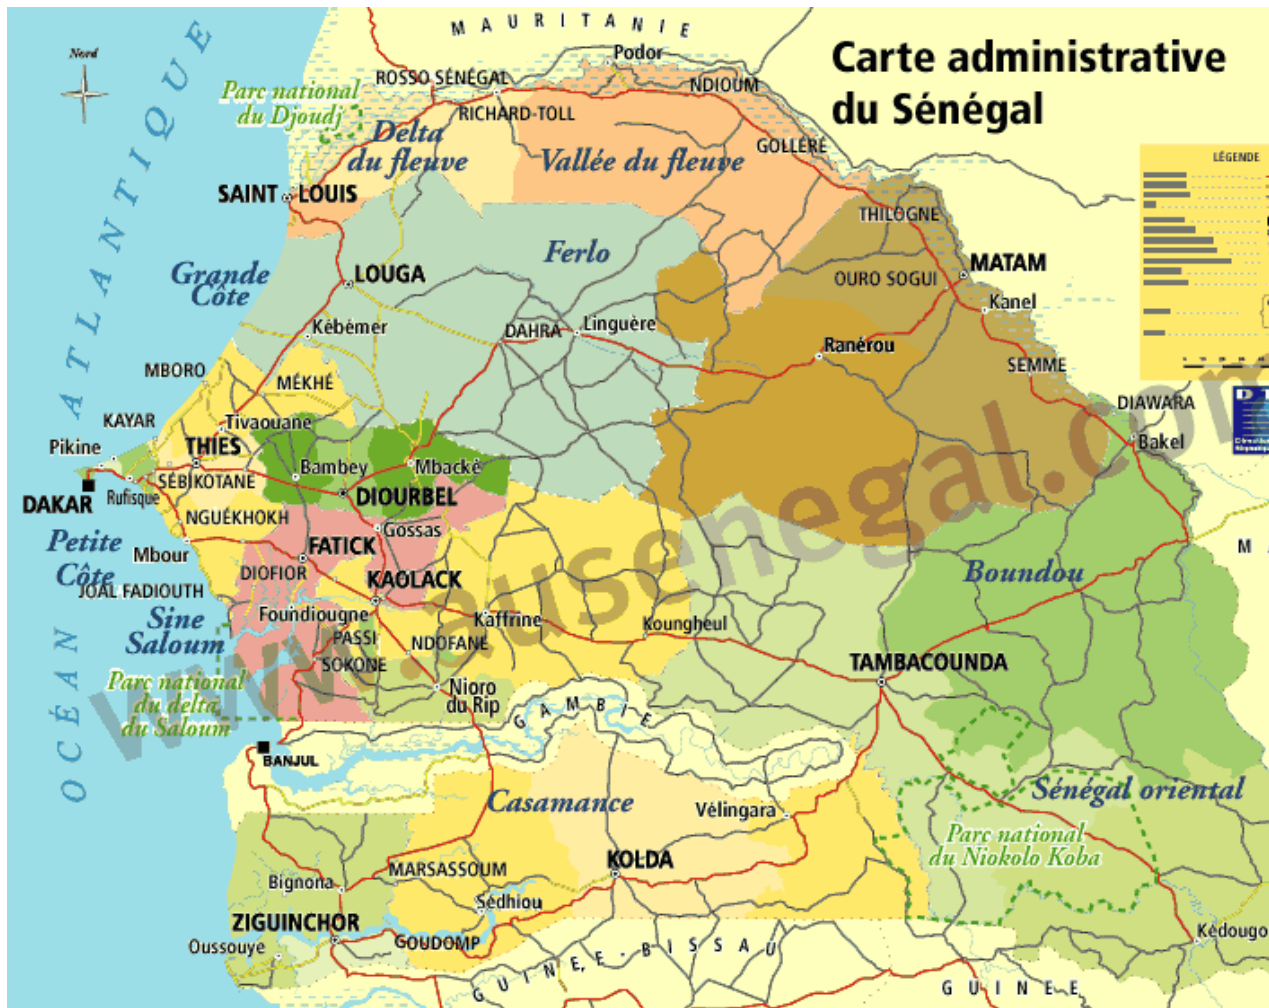 MAURITANIE
Nord
Carte administrative
du Sénégal
Podor
ROSSO SÉNÉGAL
NDIOUM
Parc national
du Djoudj
RICHARD-TOLL
Delta
du fleuve
Vallée du fleuve
GOLLÉRÉ
LÉGENDE
SAINT LOUIS
THILOGNE
OCÉAN ATLANTIQUE
Ferlo
Grande
Côte
LOUGA
OURO SOGUI
MATAM
Kanel
Kébémer
DAHRA
Linguère
Ranérou
MBORO
MÉKHÉ
SEMME
KAYAR
Tivaouane
DIAWARA
Pikine
THIES
Bakel
SÉBIKOTANE
Bambey
Mbacké
DAKAR
Rufisque
DIOURBEL
NGUÉKHOKH
Gossas
Petite
Côte
Mbour
FATICK
DIOFIOR
KAOLACK
Boundou
JOAL FADIOUTH
Sine
Saloum
Foundiougne
Kaffrine
Koungheul
PASSI
NDOFANE
SOKONE
TAMBACOUNDA
Parc national
du delta
du Saloum
Nioro
du Rip
GAMBIE
BANJUL
Casamance
Vélingara
Sénégal oriental
Parc national
du Niokolo Koba
KOLDA
MARSASSOUM
Bignona
Sédhiou
ZIGUINCHOR
Oussouye
GOUDOMP
Kédougo
GUINEE-BISSAU
GUINEE
www.ausenegal.com